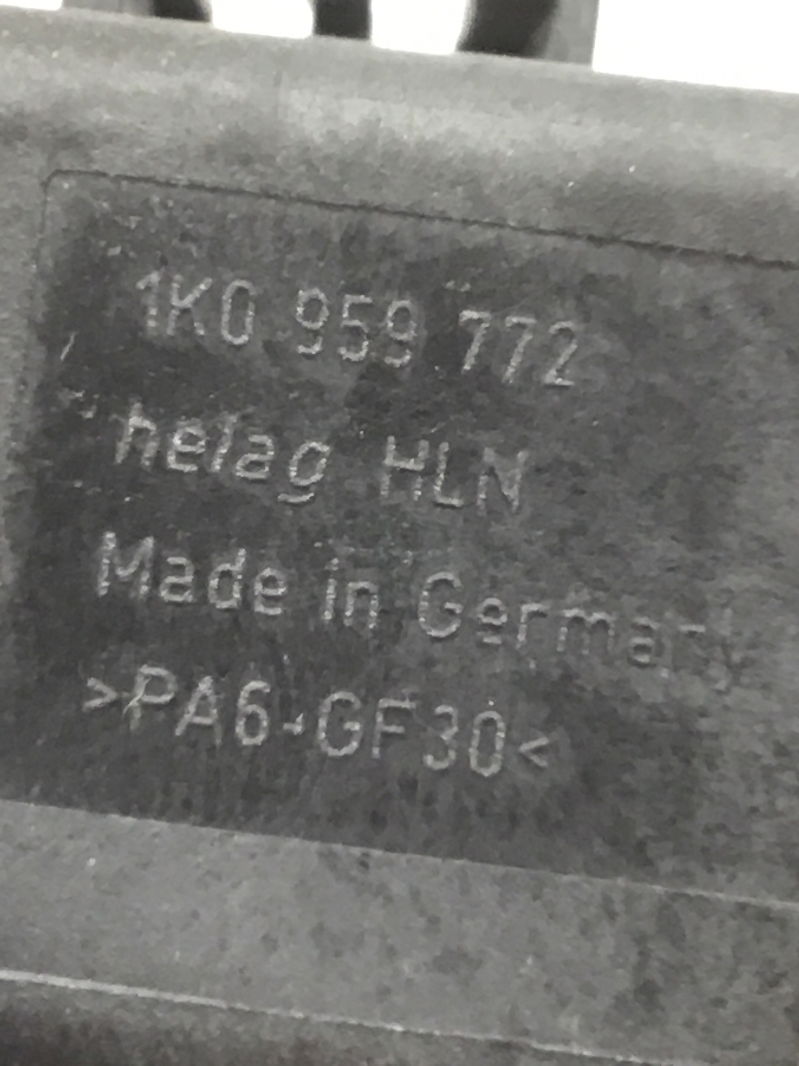 1K0 959 772
helag HLN
Made in Germany
>PA6-GF30<